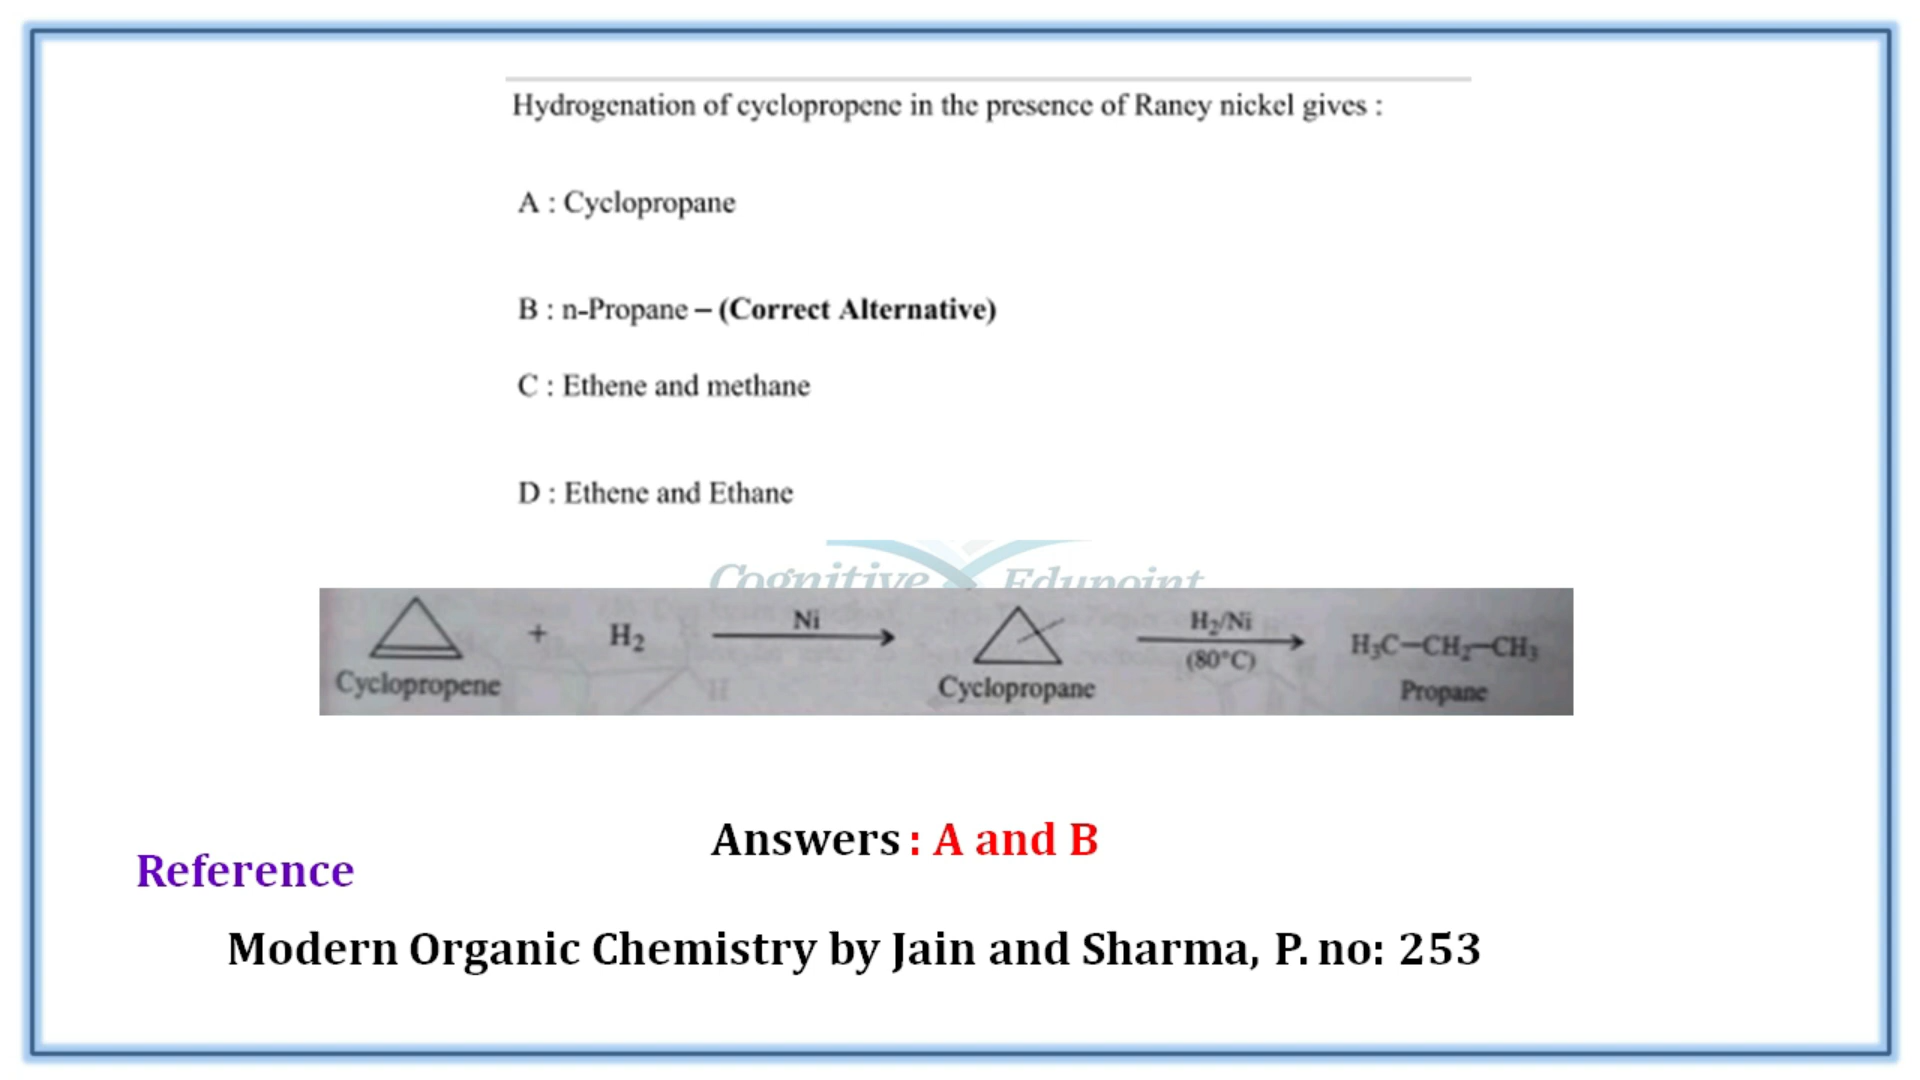 Hydrogenation of cyclopropene in the presence of Raney nickel gives :
A : Cyclopropane
B : n-Propane – (Correct Alternative)
C : Ethene and methane
D : Ethene and Ethane
Cognitive Edupoint
Ni
H₂/Ni
+ H₂
(80°C)
H₃C—CH₂—CH₃
Cyclopropene
Cyclopropane
Propane
Answers : A and B
Reference
Modern Organic Chemistry by Jain and Sharma, P. no: 253